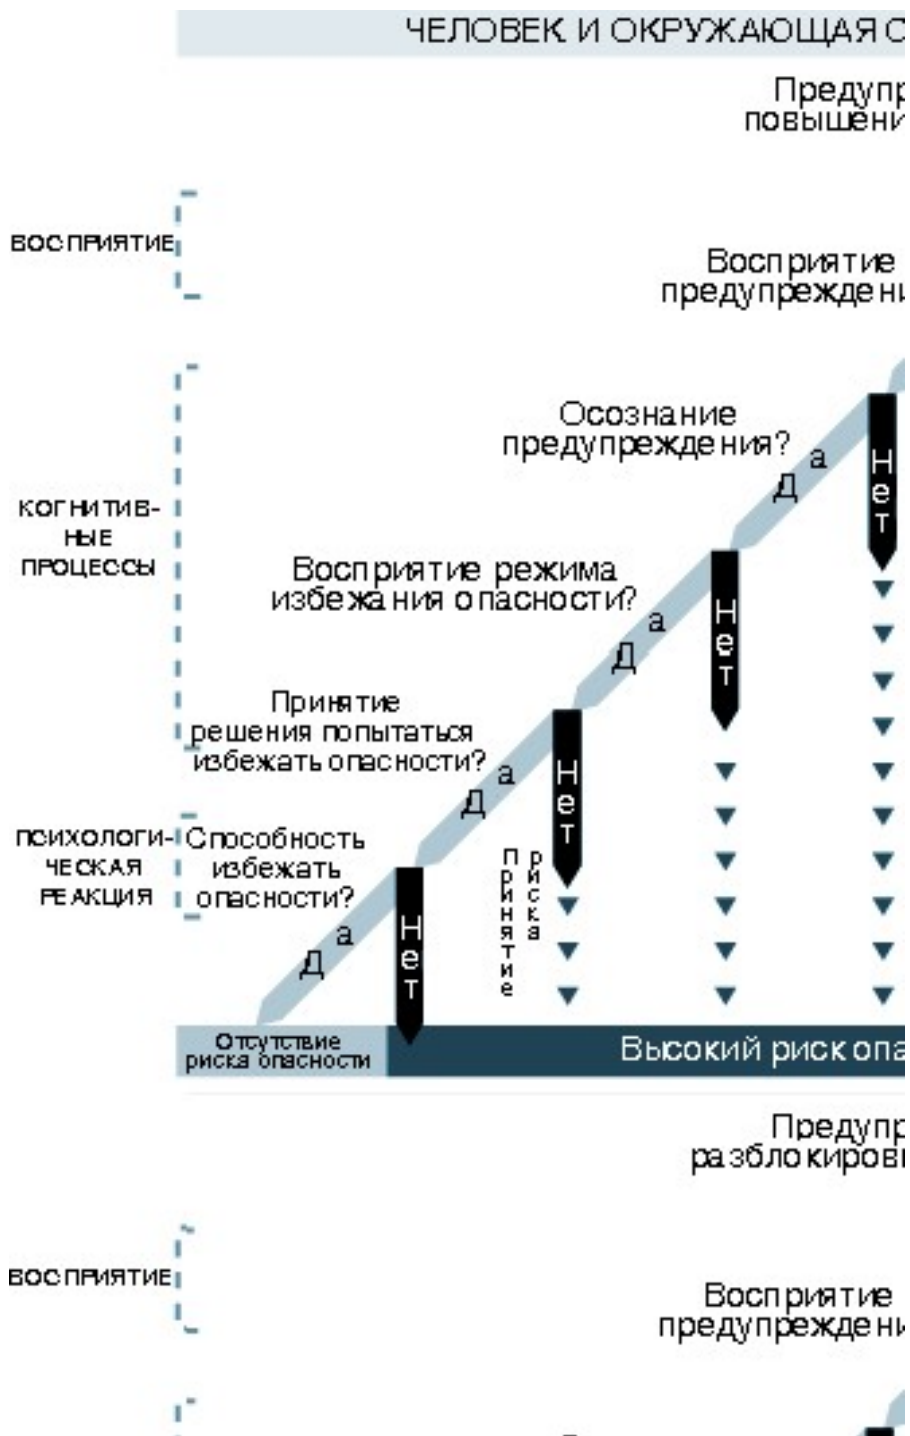 ЧЕЛОВЕК И ОКРУЖАЮЩАЯ С
Предупр
повышени
ВОСПРИЯТИЕ
Восприятие
предупреждени
Осознание
предупреждения?
Да
Нет
КОГНИТИВ-
НЫЕ
ПРОЦЕССЫ
Восприятие режима
избежания опасности?
Да
Нет
Принятие
решения попытаться
избежать опасности?
Да
Нет
ПСИХОЛОГИ-
ЧЕСКАЯ
РЕАКЦИЯ
Способность
избежать
опасности?
Да
Нет
Принятие
риска
Отсутствие
риска опасности
Высокий риск опа
Предупр
разблокиров
ВОСПРИЯТИЕ
Восприятие
предупреждени